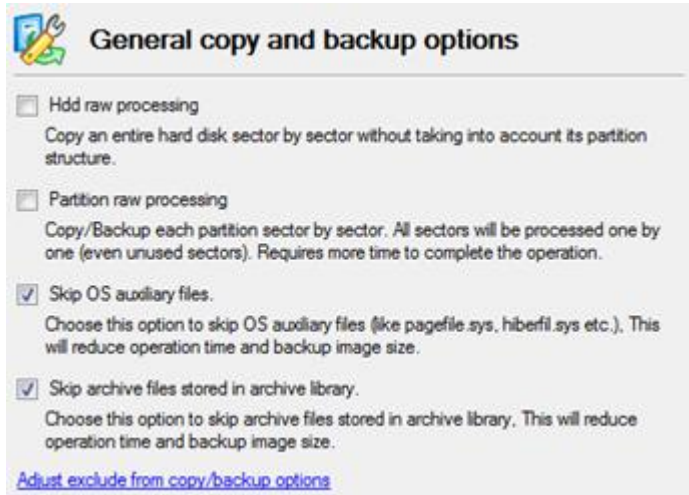 General copy and backup options
Hdd raw processing
Copy an entire hard disk sector by sector without taking into account its partition
structure.
Partition raw processing
Copy/Backup each partition sector by sector. All sectors will be processed one by
one (even unused sectors). Requires more time to complete the operation.
Skip OS auxiliary files.
Choose this option to skip OS auxiliary files (like pagefile.sys, hiberfil.sys etc.), This
will reduce operation time and backup image size.
Skip archive files stored in archive library.
Choose this option to skip archive files stored in archive library, This will reduce
operation time and backup image size.
Adjust exclude from copy/backup options